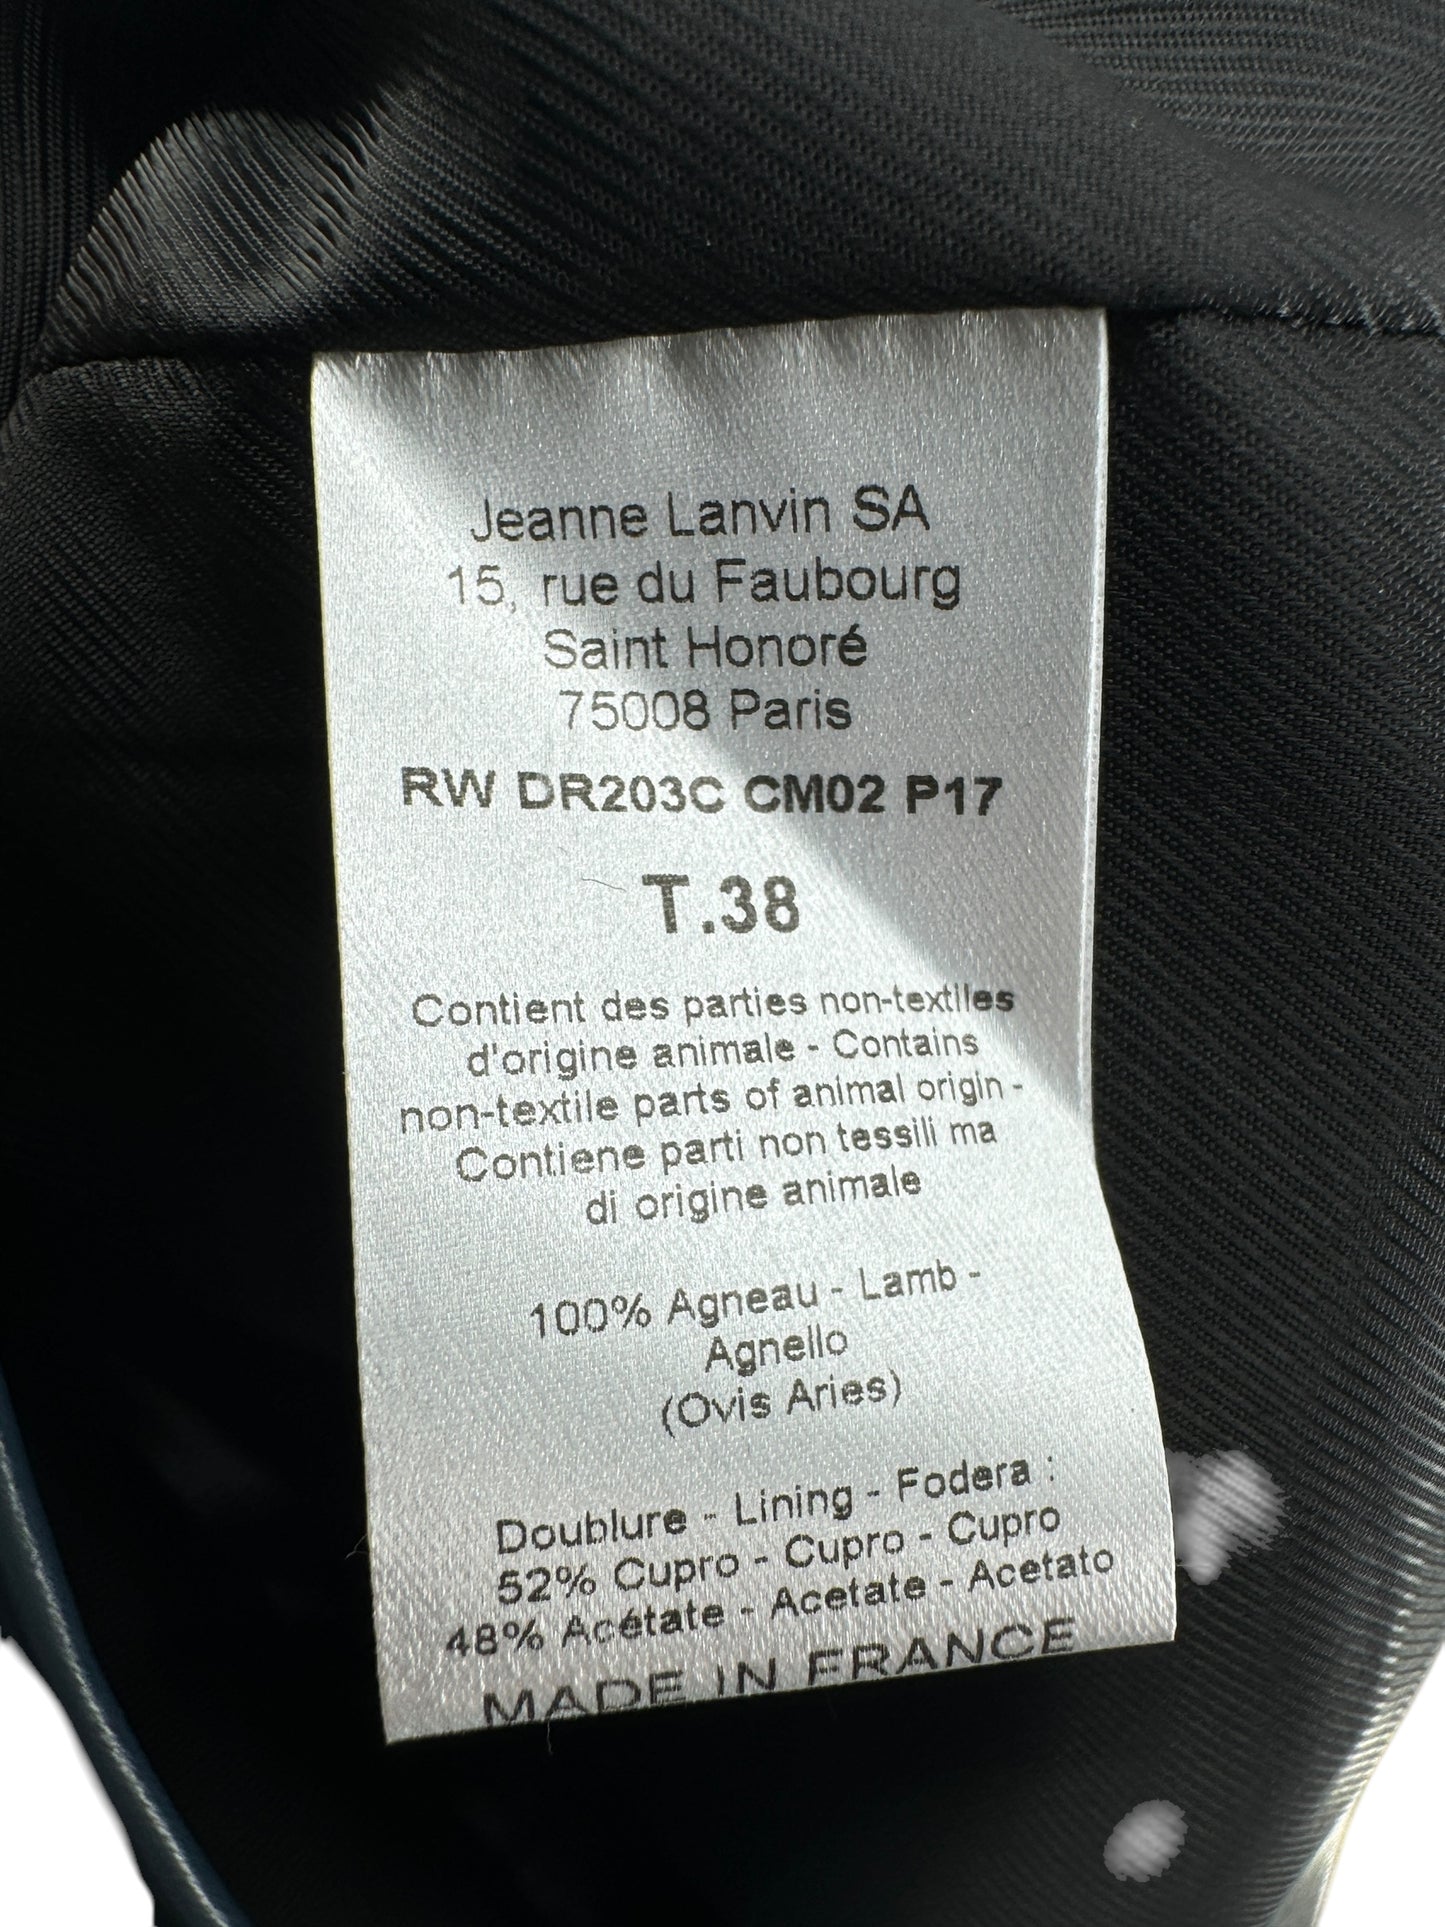 Jeanne Lanvin SA
15, rue du Faubourg
Saint Honoré
75008 Paris
RW DR203C CM02 P17
T.38
Contient des parties non-textiles
d'origine animale - Contains
non-textile parts of animal origin -
Contiene parti non tessili ma
di origine animale
100% Agneau - Lamb -
Agnello
(Ovis Aries)
Doublure - Lining - Fodera :
52% Cupro - Cupro - Cupro
48% Acétate - Acetate - Acetato
MADE IN FRANCE